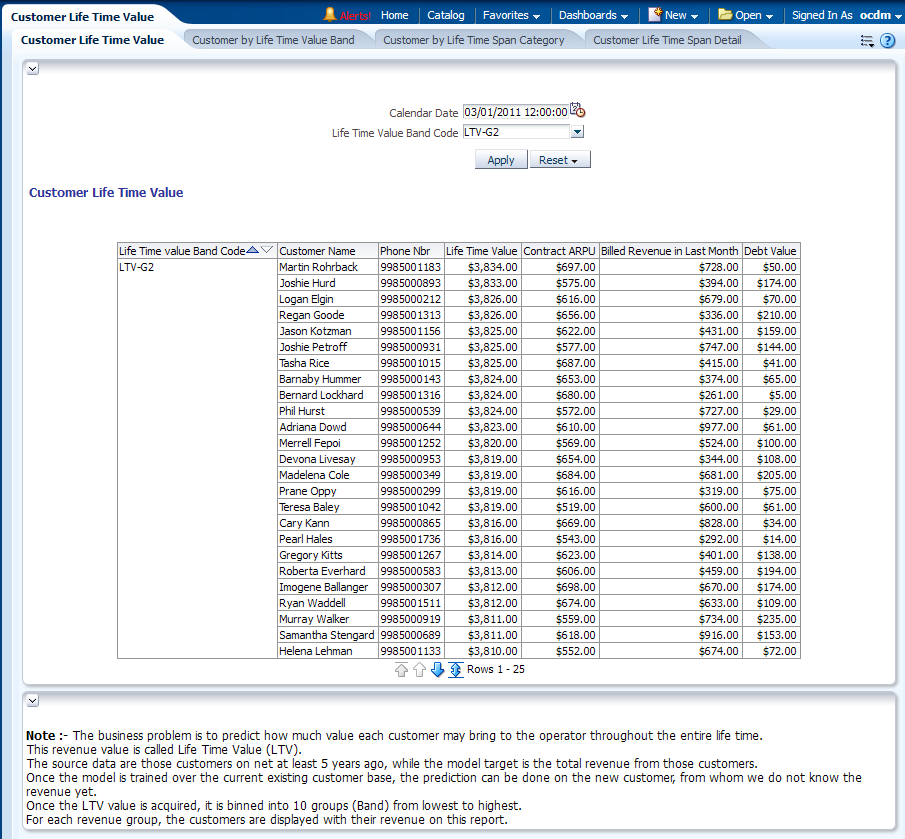 Customer Life Time Value
Alerts! Home Catalog Favorites Dashboards New Open Signed In As ocdm
Customer Life Time Value Customer by Life Time Value Band Customer by Life Time Span Category Customer Life Time Span Detail
Calendar Date 03/01/2011 12:00:00
Life Time Value Band Code LTV-G2
Apply Reset
Customer Life Time Value
Life Time value Band Code Customer Name Phone Nbr Life Time Value Contract ARPU Billed Revenue in Last Month Debt Value
LTV-G2 Martin Rohrback 9985001183 $3,834.00 $697.00 $728.00 $50.00
Joshie Hurd 9985000893 $3,833.00 $575.00 $394.00 $174.00
Logan Elgin 9985000212 $3,826.00 $616.00 $679.00 $70.00
Regan Goode 9985001313 $3,826.00 $656.00 $336.00 $210.00
Jason Kotzman 9985001156 $3,825.00 $622.00 $431.00 $159.00
Joshie Petroff 9985000931 $3,825.00 $577.00 $747.00 $144.00
Tasha Rice 9985001015 $3,825.00 $687.00 $415.00 $41.00
Barnaby Hummer 9985000143 $3,824.00 $653.00 $374.00 $65.00
Bernard Lockhard 9985001316 $3,824.00 $680.00 $261.00 $5.00
Phil Hurst 9985000539 $3,824.00 $572.00 $727.00 $29.00
Adriana Dowd 9985000644 $3,823.00 $610.00 $977.00 $61.00
Merrell Fepoi 9985001252 $3,820.00 $569.00 $524.00 $100.00
Devona Livesay 9985000953 $3,819.00 $654.00 $344.00 $108.00
Madelena Cole 9985000349 $3,819.00 $684.00 $681.00 $205.00
Prane Oppy 9985000299 $3,819.00 $616.00 $319.00 $75.00
Teresa Baley 9985001042 $3,819.00 $519.00 $600.00 $61.00
Cary Kann 9985000865 $3,816.00 $669.00 $828.00 $34.00
Pearl Hales 9985001736 $3,816.00 $543.00 $292.00 $14.00
Gregory Kitts 9985001267 $3,814.00 $623.00 $401.00 $138.00
Roberta Everhard 9985000583 $3,813.00 $606.00 $459.00 $194.00
Imogene Ballanger 9985000307 $3,812.00 $698.00 $670.00 $174.00
Ryan Waddell 9985001511 $3,812.00 $674.00 $633.00 $109.00
Murray Walker 9985000919 $3,811.00 $559.00 $734.00 $235.00
Samantha Stengard 9985000689 $3,811.00 $618.00 $916.00 $153.00
Helena Lehman 9985001133 $3,810.00 $552.00 $674.00 $72.00
Rows 1 - 25
Note :- The business problem is to predict how much value each customer may bring to the operator throughout the entire life time.
This revenue value is called Life Time Value (LTV).
The source data are those customers on net at least 5 years ago, while the model target is the total revenue from those customers.
Once the model is trained over the current existing customer base, the prediction can be done on the new customer, from whom we do not know the
revenue yet.
Once the LTV value is acquired, it is binned into 10 groups (Band) from lowest to highest.
For each revenue group, the customers are displayed with their revenue on this report.